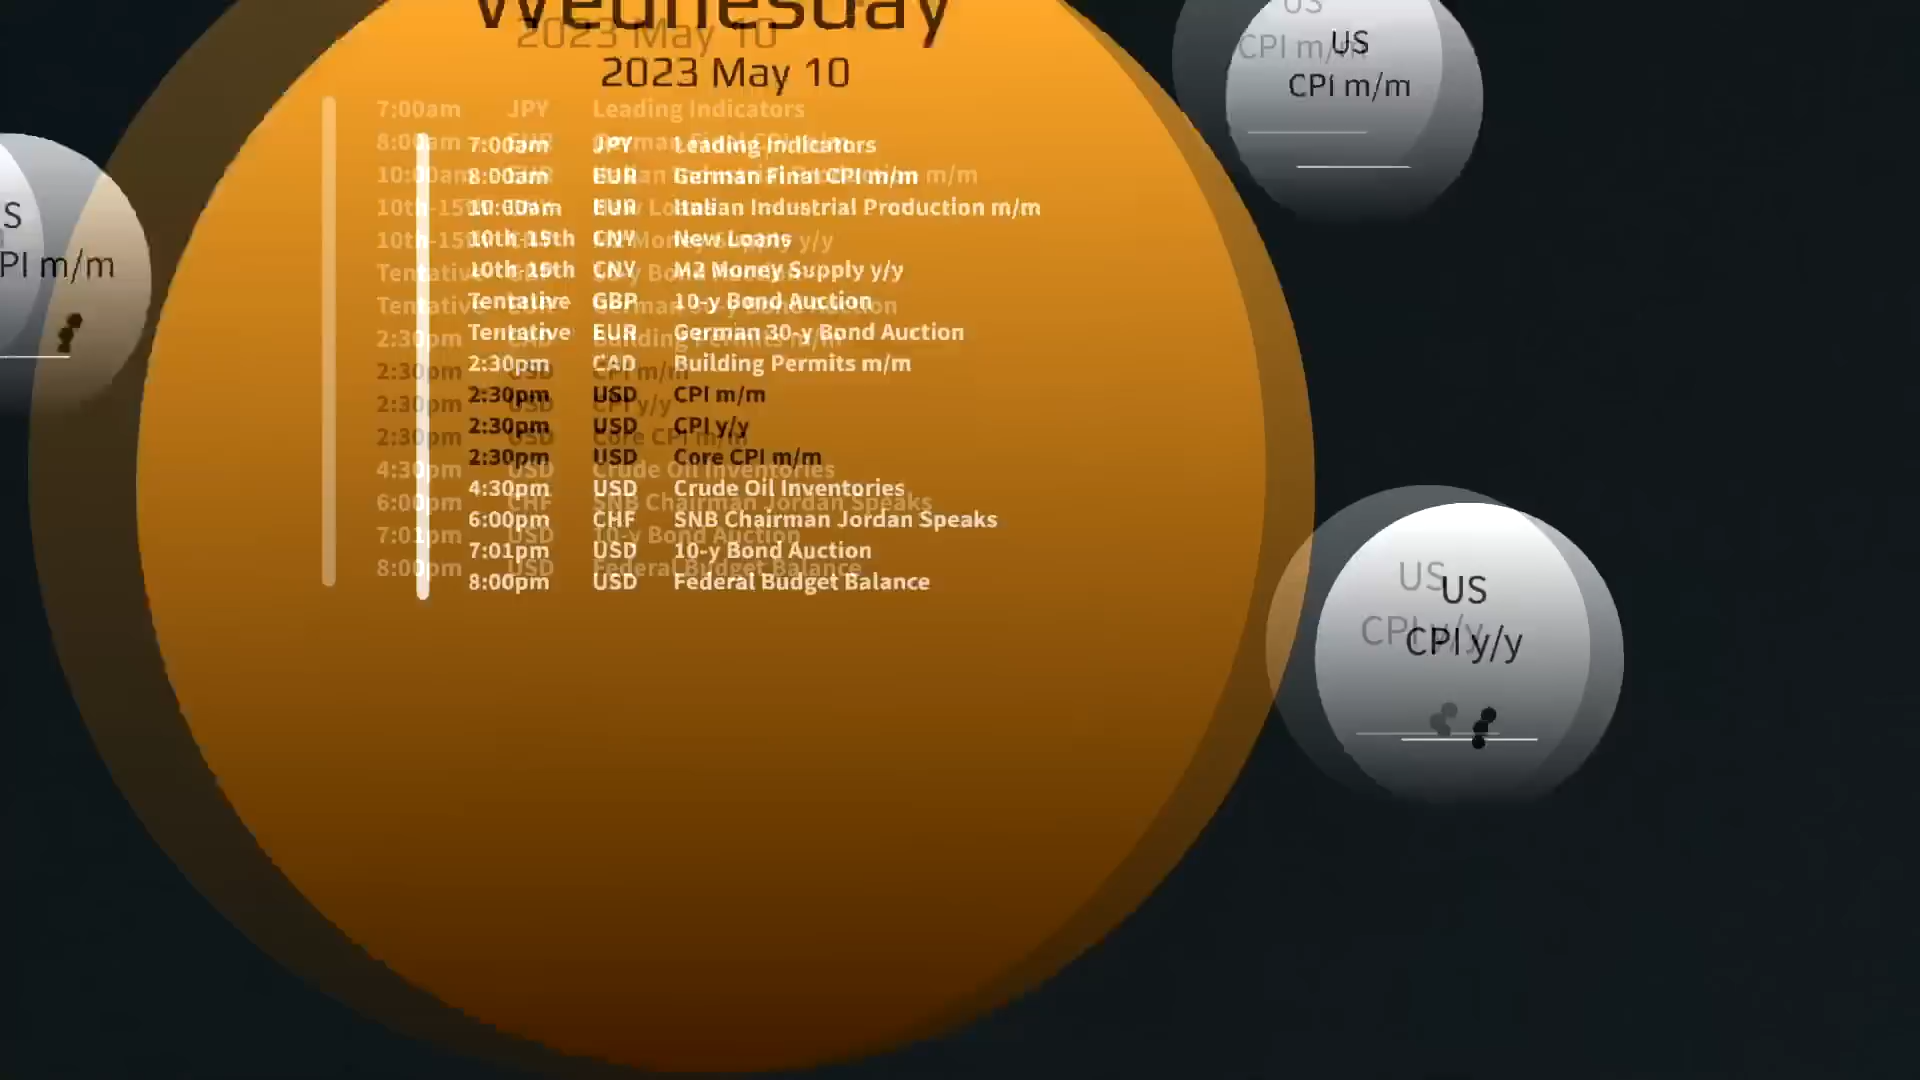 Wednesday
2023 May 10
7:00am JPY Leading Indicators
8:00am EUR German Final CPI m/m
10:00am EUR Italian Industrial Production m/m
10th-15th CNY New Loans
10th-15th CNY M2 Money Supply y/y
Tentative GBP 10-y Bond Auction
Tentative EUR German 30-y Bond Auction
2:30pm CAD Building Permits m/m
2:30pm USD CPI m/m
2:30pm USD CPI y/y
2:30pm USD Core CPI m/m
4:30pm USD Crude Oil Inventories
6:00pm CHF SNB Chairman Jordan Speaks
7:01pm USD 10-y Bond Auction
8:00pm USD Federal Budget Balance
US
CPI m/m
S
PI m/m
US
CPI y/y